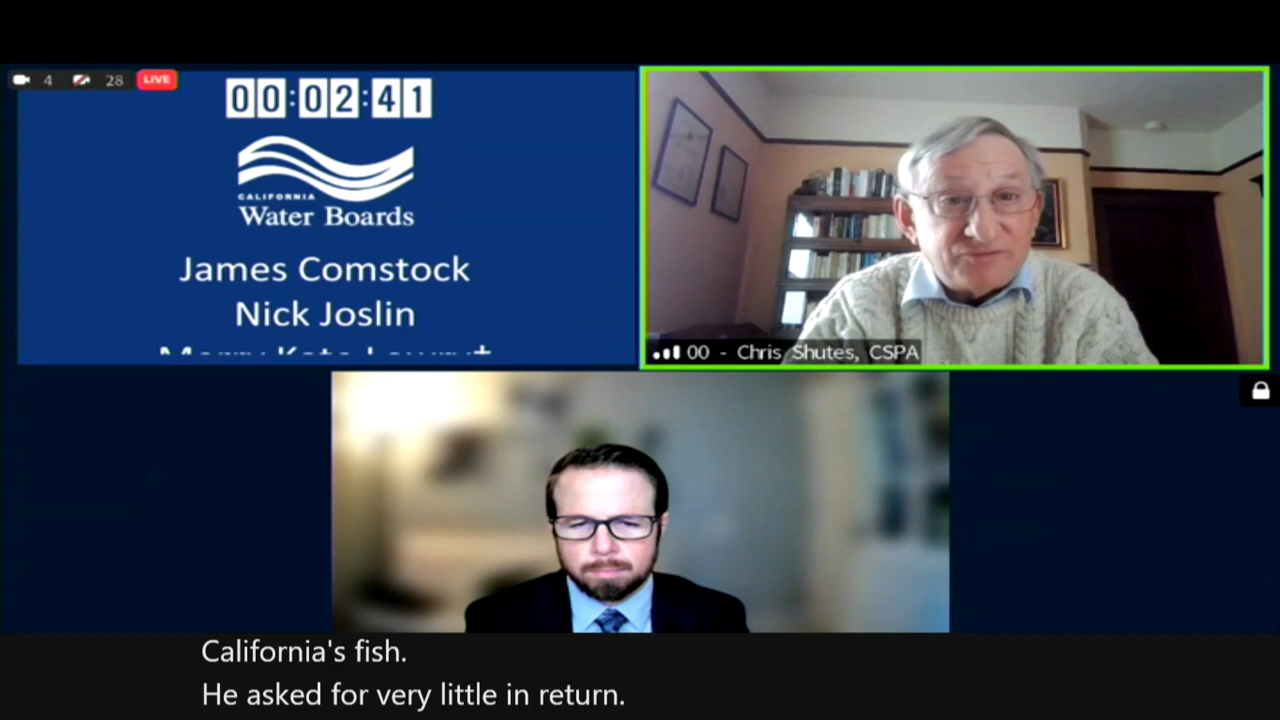 4 28 LIVE
00:02:41
CALIFORNIA
Water Boards
James Comstock
Nick Joslin
00 - Chris Shutes, CSPA
California's fish.
He asked for very little in return.